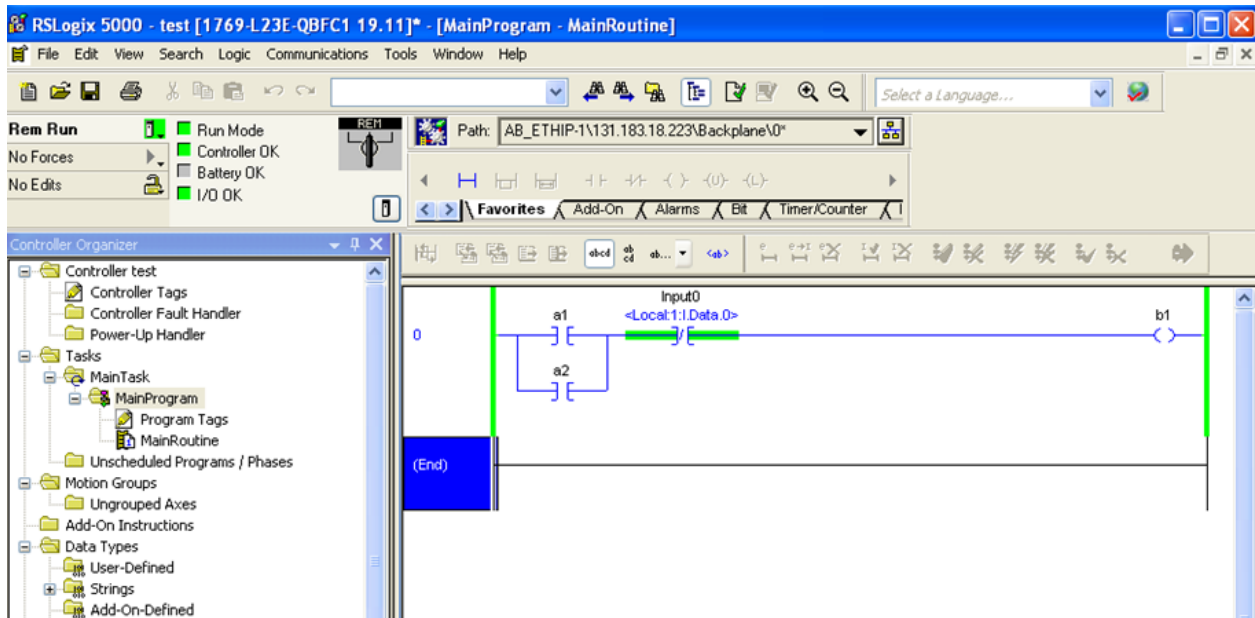 RSLogix 5000 - test [1769-L23E-QBFC1 19.11]* - [MainProgram - MainRoutine]
File Edit View Search Logic Communications Tools Window Help
Select a Language...
Rem Run
No Forces
No Edits
Run Mode
Controller OK
Battery OK
I/O OK
REM
Path: AB_ETHIP-1\131.183.18.223\Backplane\0*
(U) (L)
Favorites Add-On Alarms Bit Timer/Counter
Controller Organizer
abcd ab cd ab... <ab>
Controller test
Controller Tags
Controller Fault Handler
Power-Up Handler
Tasks
MainTask
MainProgram
Program Tags
MainRoutine
Unscheduled Programs / Phases
Motion Groups
Ungrouped Axes
Add-On Instructions
Data Types
User-Defined
Strings
Add-On-Defined
0
a1
Input0
<Local:1:I.Data.0>
b1
a2
(End)